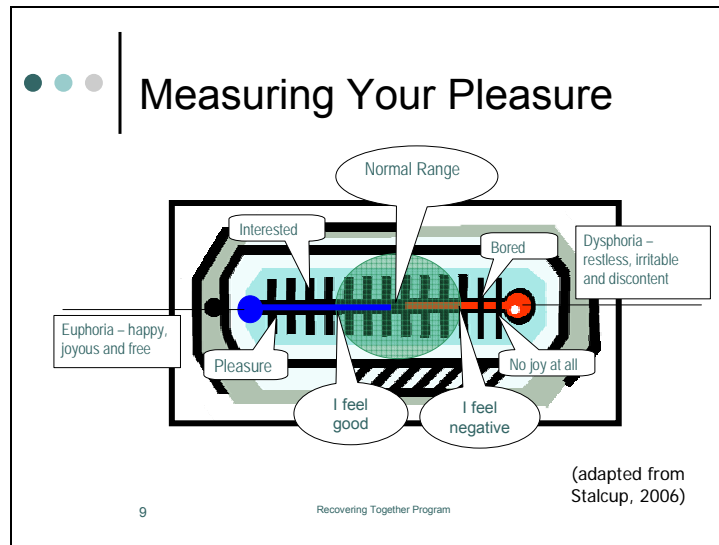 Measuring Your Pleasure
Normal Range
Interested
Bored
Dysphoria –
restless, irritable
and discontent
Euphoria – happy,
joyous and free
Pleasure
No joy at all
I feel
good
I feel
negative
(adapted from
Stalcup, 2006)
9
Recovering Together Program